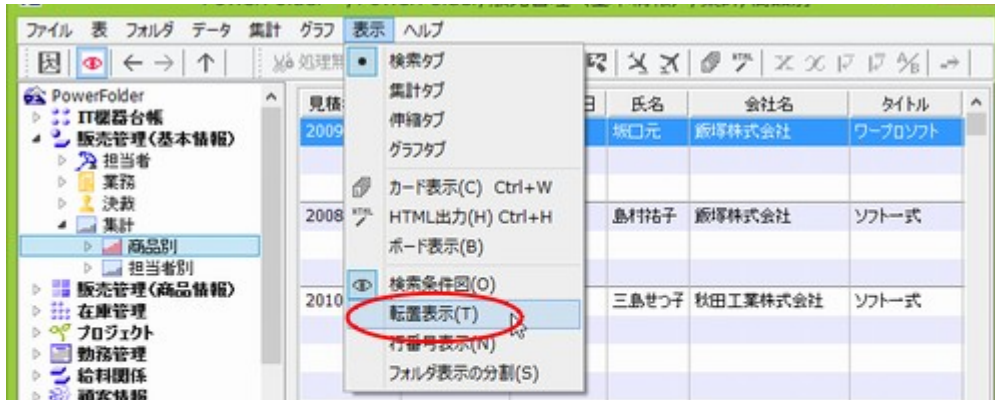 ファイル 表 フォルダ データ 集計 グラフ 表示 ヘルプ
処理
HTML
PowerFolder
IT機器台帳
販売管理(基本情報)
担当者
業務
決裁
集計
商品別
担当者別
販売管理(商品情報)
在庫管理
プロジェクト
勤務管理
給料関係
顧客情報
検索タブ
集計タブ
伸縮タブ
グラフタブ
カード表示(C) Ctrl+W
HTML出力(H) Ctrl+H
ボード表示(B)
検索条件図(O)
転置表示(T)
行番号表示(N)
フォルダ表示の分割(S)
見積 日 氏名 会社名 タイトル
2009 坂口元 飯塚株式会社 ワープロソフト
2008 島村祐子 飯塚株式会社 ソフト一式
2010 三島せつ子 秋田工業株式会社 ソフト一式